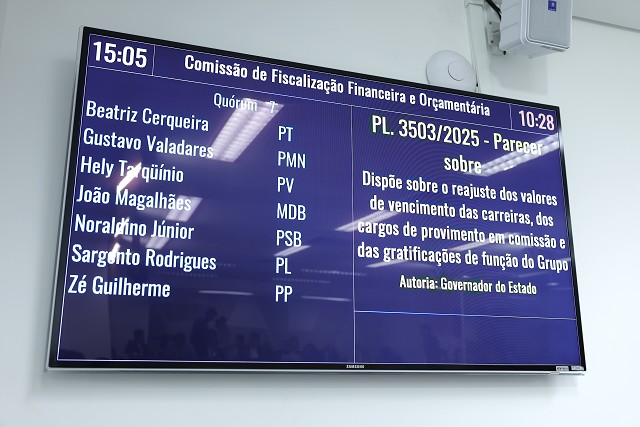 15:05
Comissão de Fiscalização Financeira e Orçamentária
10:28
Quórum 7
Beatriz Cerqueira PT
Gustavo Valadares PMN
Hely Tarqüínio PV
João Magalhães MDB
Noraldino Júnior PSB
Sargento Rodrigues PL
Zé Guilherme PP
PL. 3503/2025 - Parecer
sobre
Dispõe sobre o reajuste dos valores
de vencimento das carreiras, dos
cargos de provimento em comissão e
das gratificações de função do Grupo
Autoria: Governador do Estado
SAMSUNG